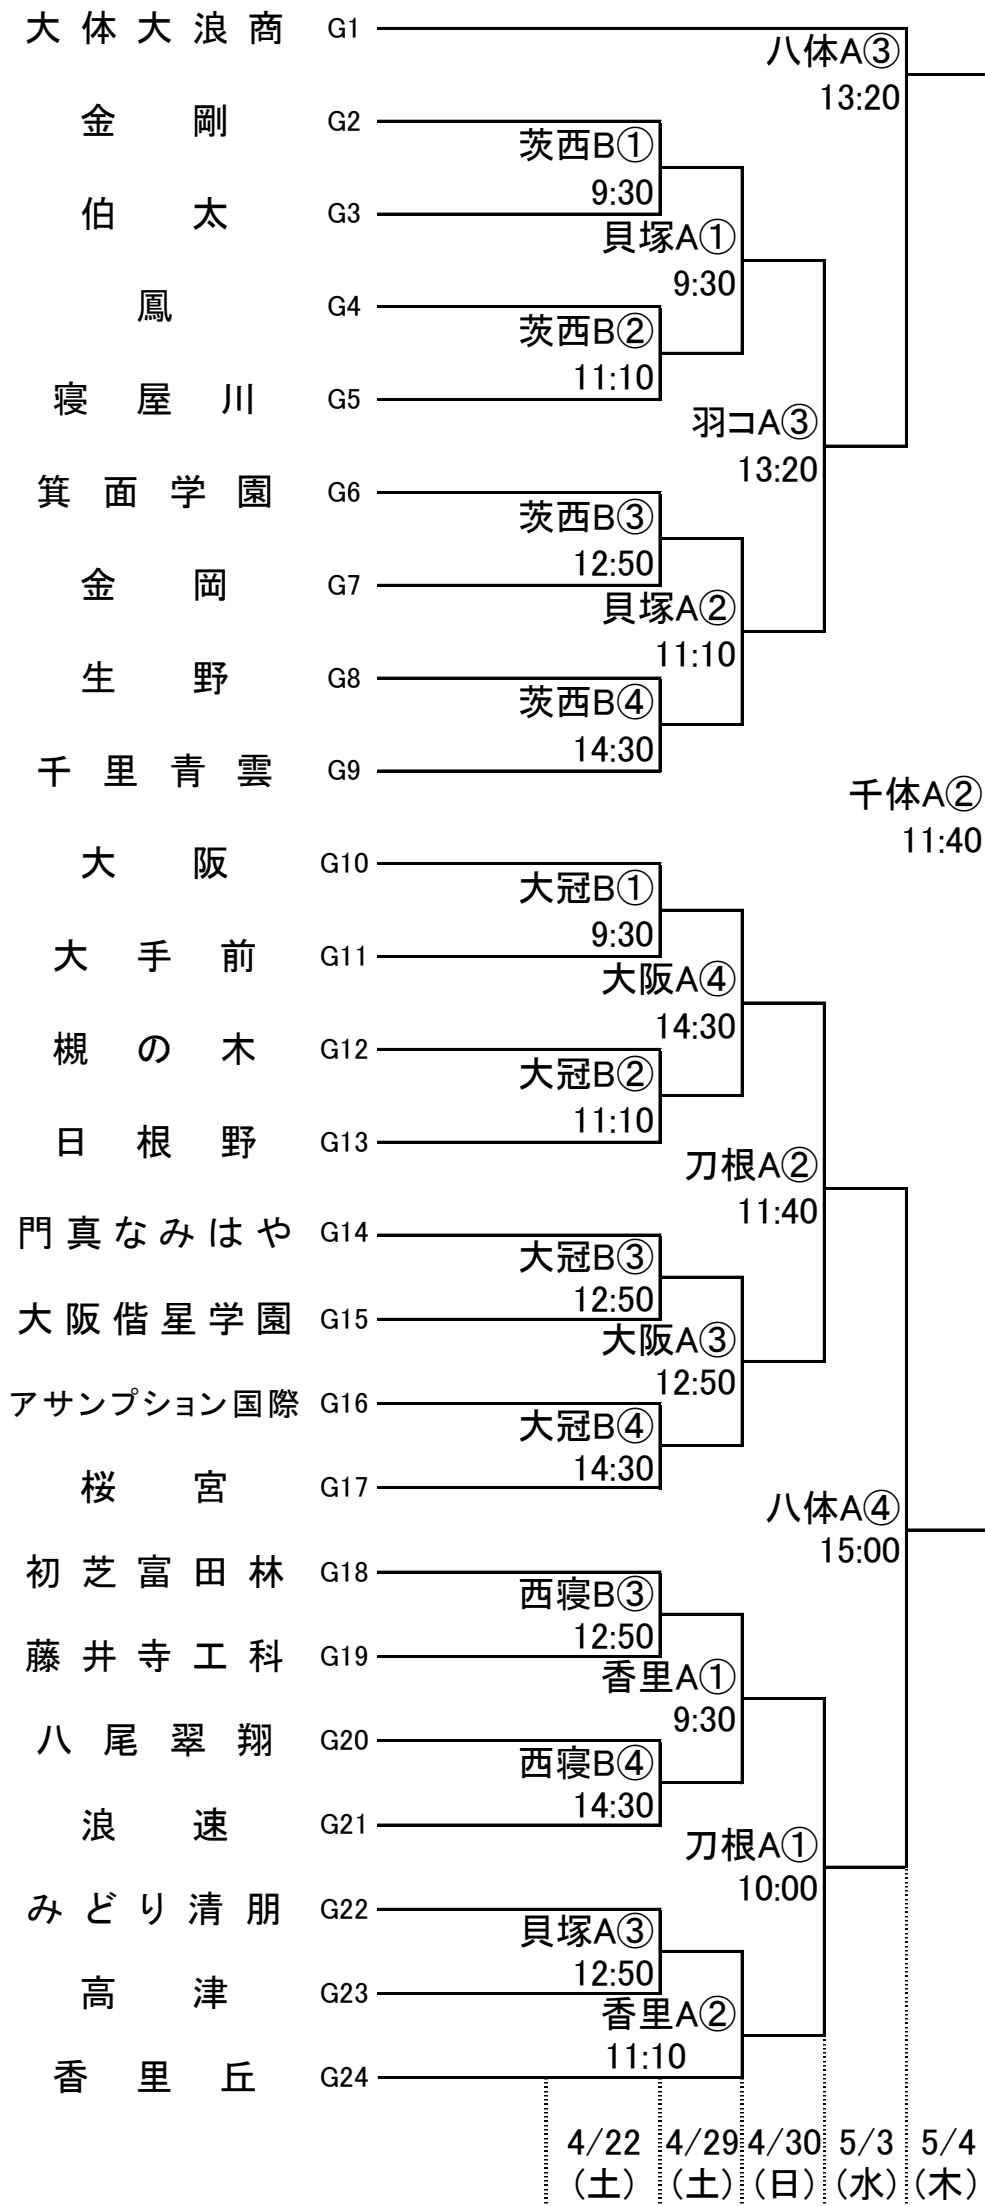 大体大浪商 G1
八体A③
13:20
金剛 G2
茨西B①
9:30
伯太 G3
貝塚A①
9:30
鳳 G4
茨西B②
11:10
寝屋川 G5
羽コA③
13:20
箕面学園 G6
茨西B③
12:50
金岡 G7
貝塚A②
11:10
生野 G8
茨西B④
14:30
千里青雲 G9
千体A②
11:40
大阪 G10
大冠B①
9:30
大手前 G11
大阪A④
14:30
槻の木 G12
大冠B②
11:10
日根野 G13
刀根A②
11:40
門真なみはや G14
大冠B③
12:50
大阪偕星学園 G15
大阪A③
12:50
アサンプション国際 G16
大冠B④
14:30
桜宮 G17
八体A④
15:00
初芝富田林 G18
西寝B③
12:50
藤井寺工科 G19
香里A①
9:30
八尾翠翔 G20
西寝B④
14:30
浪速 G21
刀根A①
10:00
みどり清朋 G22
貝塚A③
12:50
高津 G23
香里A②
11:10
香里丘 G24
4/22 4/29 4/30 5/3 5/4
(土) (土) (日) (水) (木)